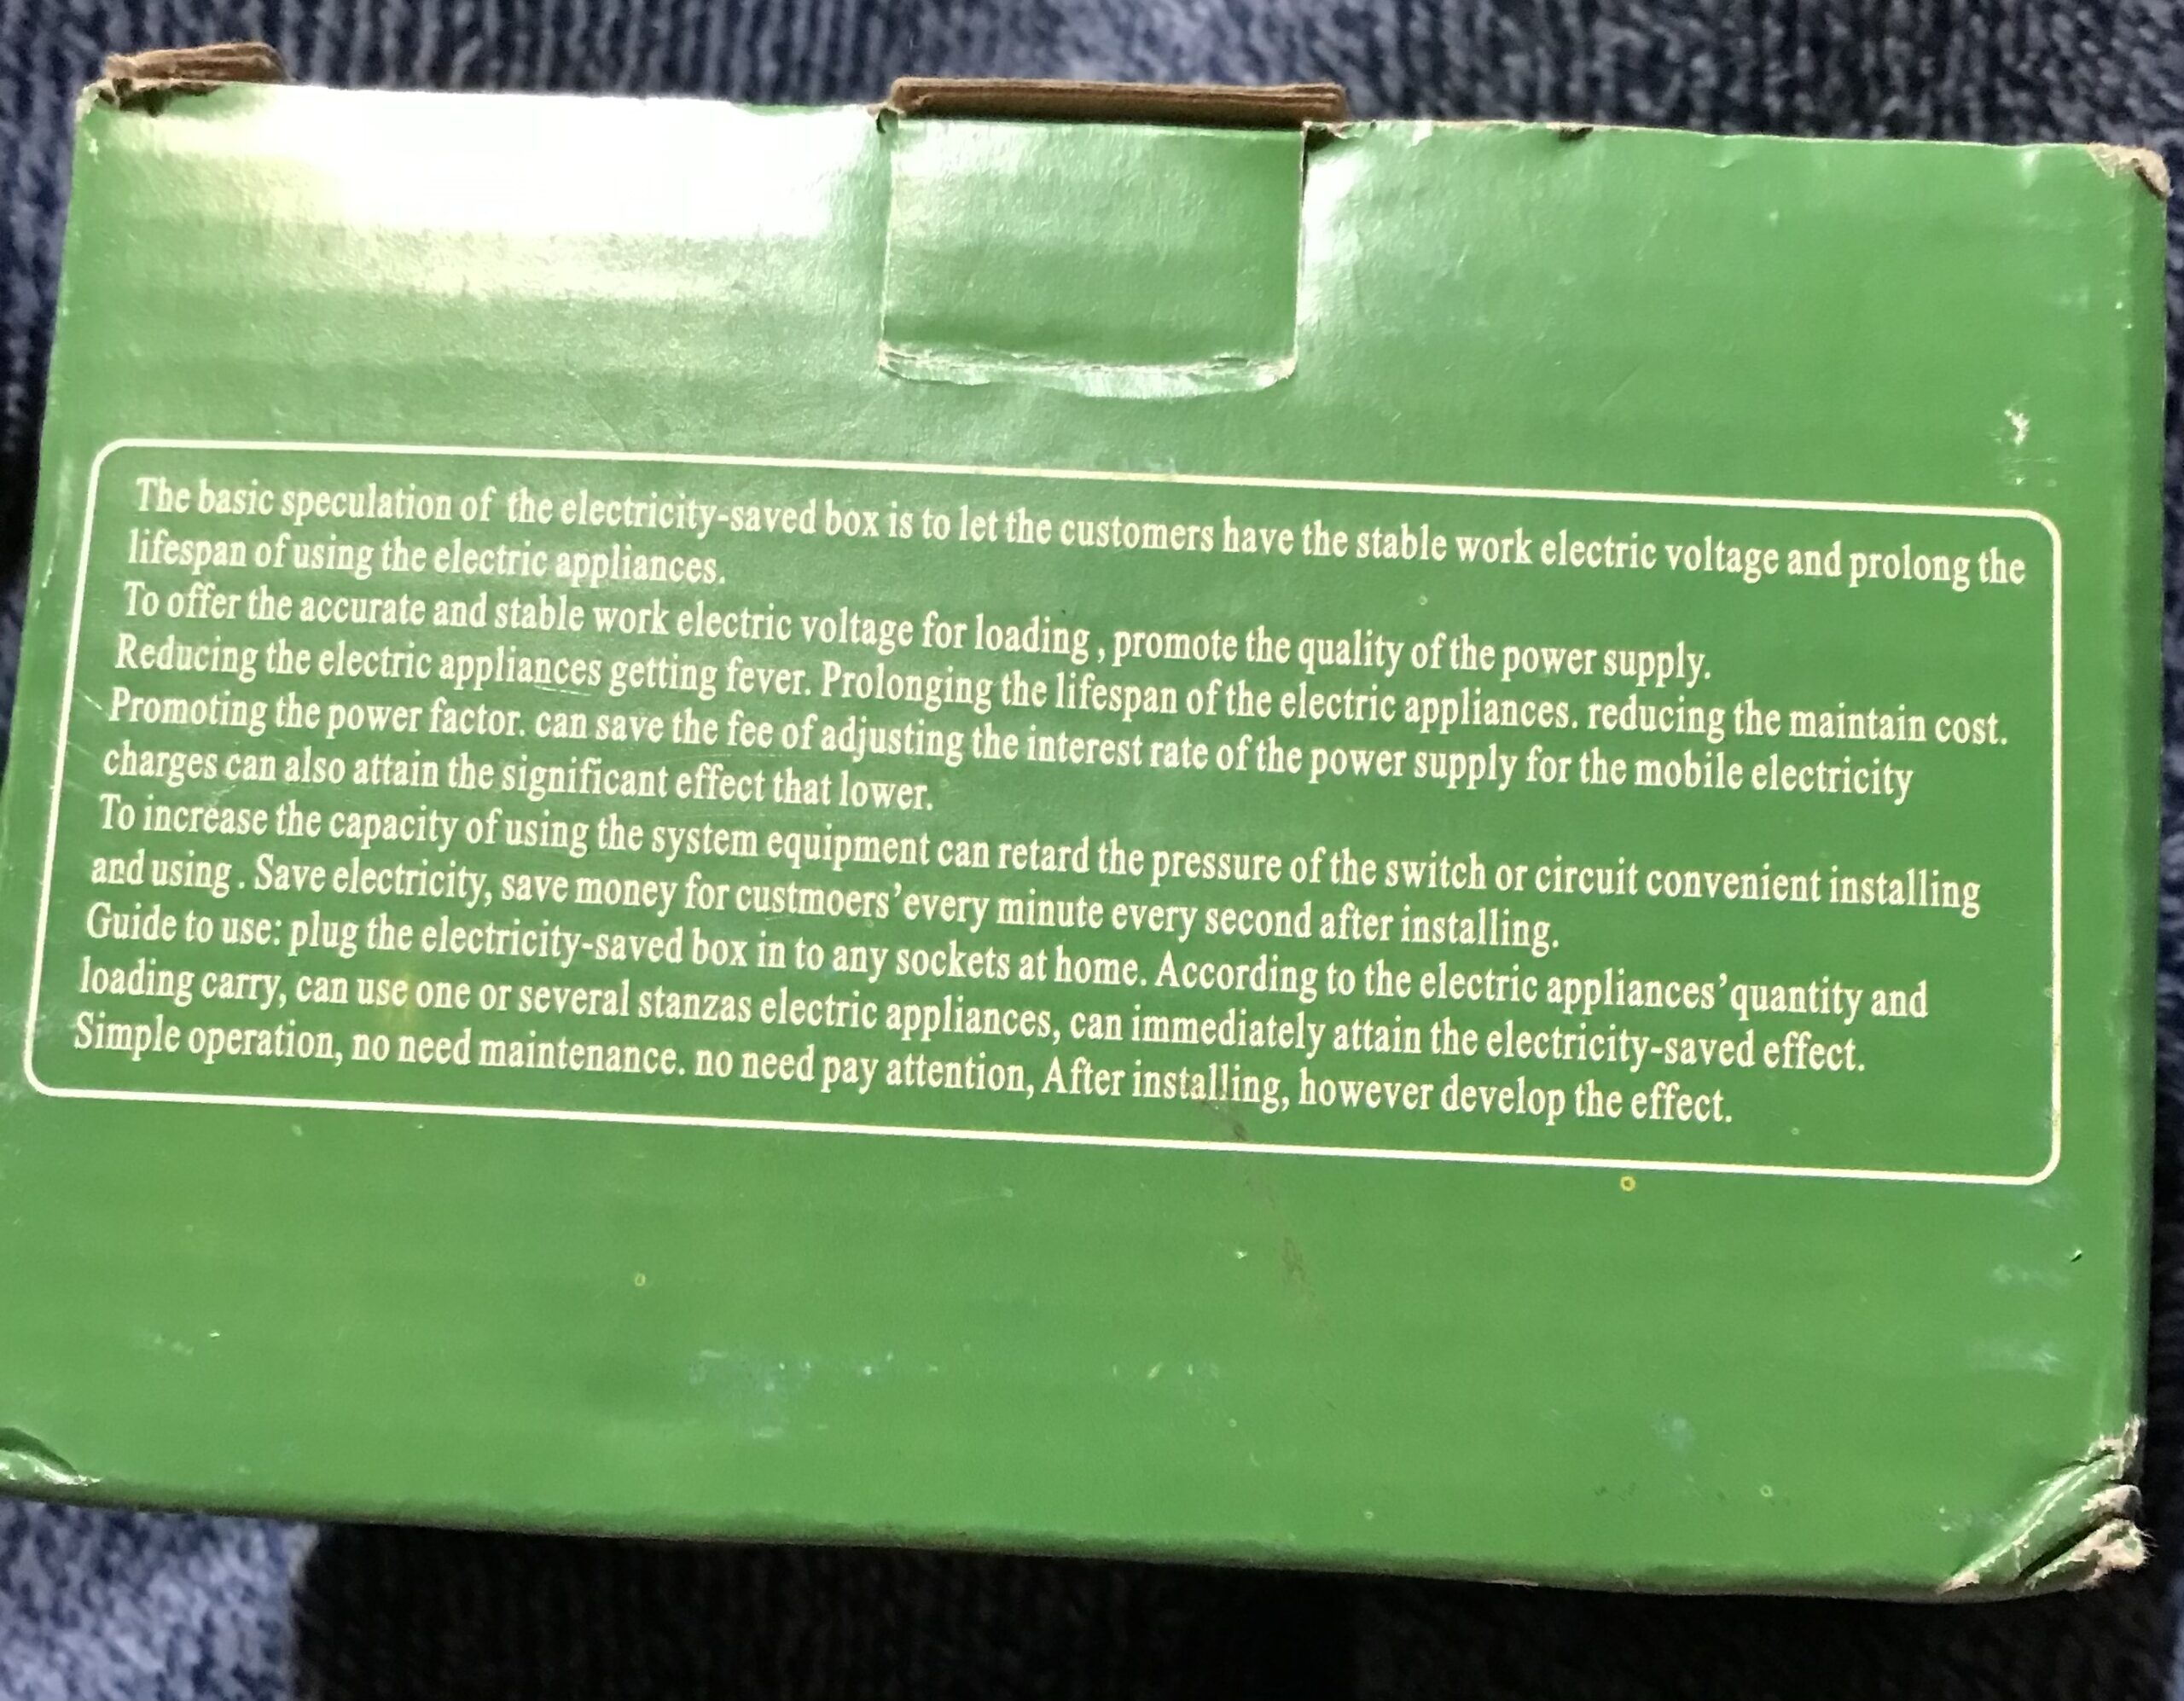 The basic speculation of the electricity-saved box is to let the customers have the stable work electric voltage and prolong the
lifespan of using the electric appliances.
To offer the accurate and stable work electric voltage for loading , promote the quality of the power supply.
Reducing the electric appliances getting fever. Prolonging the lifespan of the electric appliances. reducing the maintain cost.
Promoting the power factor. can save the fee of adjusting the interest rate of the power supply for the mobile electricity
charges can also attain the significant effect that lower.
To increase the capacity of using the system equipment can retard the pressure of the switch or circuit convenient installing
and using . Save electricity, save money for custmoers’every minute every second after installing.
Guide to use: plug the electricity-saved box in to any sockets at home. According to the electric appliances’quantity and
loading carry, can use one or several stanzas electric appliances, can immediately attain the electricity-saved effect.
Simple operation, no need maintenance. no need pay attention, After installing, however develop the effect.